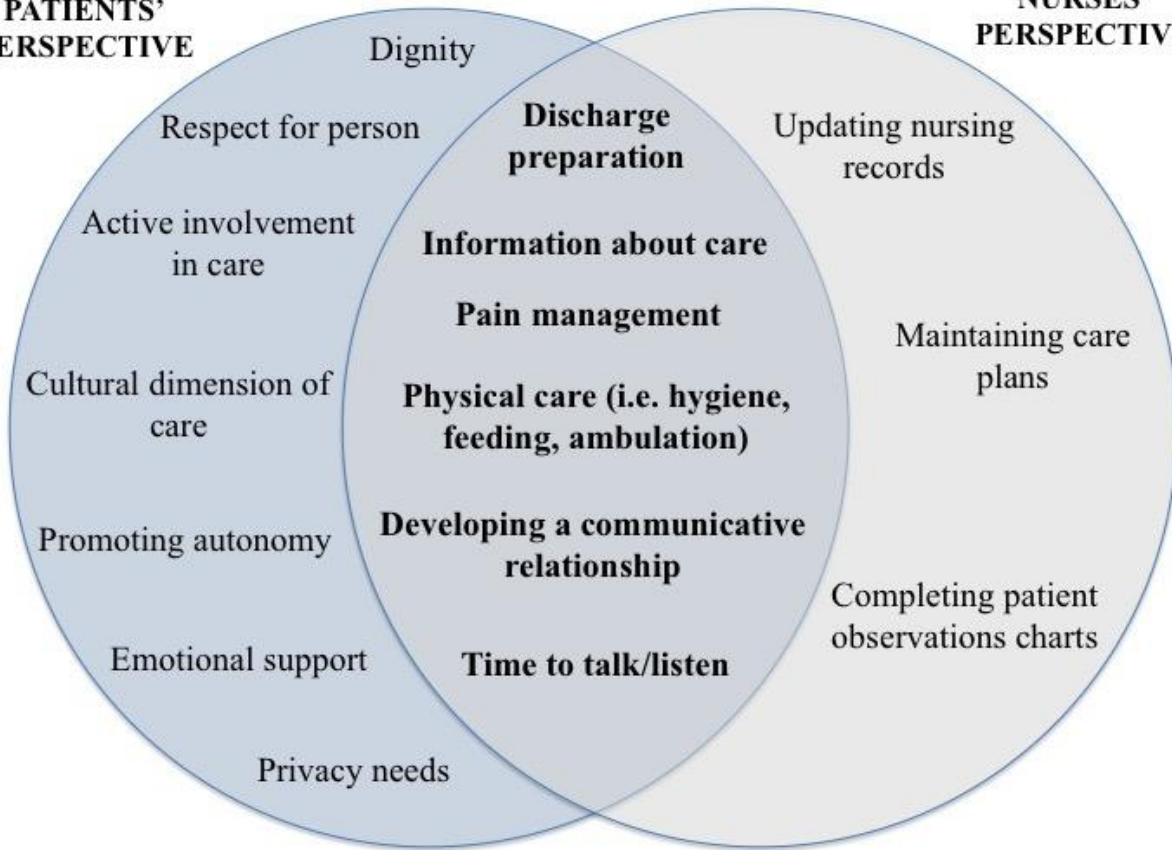 PATIENTS'
ERSPECTIVE
NURSES'
PERSPECTIV
Dignity
Respect for person
Active involvement
in care
Cultural dimension of
care
Promoting autonomy
Emotional support
Privacy needs
Discharge
preparation
Information about care
Pain management
Physical care (i.e. hygiene,
feeding, ambulation)
Developing a communicative
relationship
Time to talk/listen
Updating nursing
records
Maintaining care
plans
Completing patient
observations charts